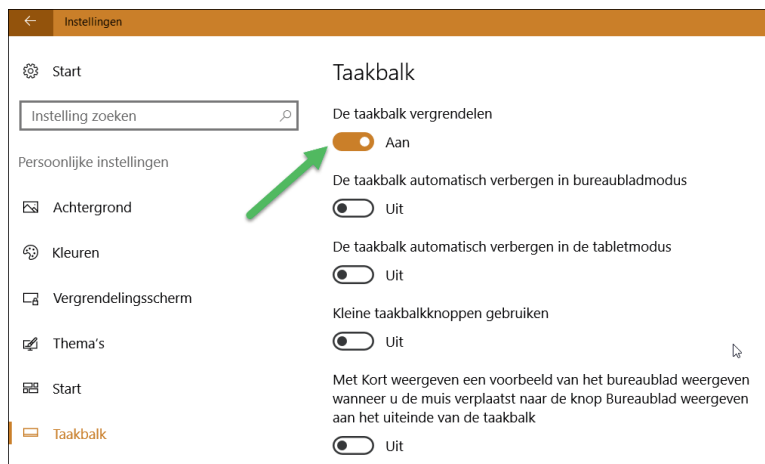 Instellingen
Start
Instelling zoeken
Persoonlijke instellingen
Achtergrond
Kleuren
Vergrendelingsscherm
Thema's
Start
Taakbalk
Taakbalk
De taakbalk vergrendelen
Aan
De taakbalk automatisch verbergen in bureaubladmodus
Uit
De taakbalk automatisch verbergen in de tabletmodus
Uit
Kleine taakbalkknoppen gebruiken
Uit
Met Kort weergeven een voorbeeld van het bureaublad weergeven
wanneer u de muis verplaatst naar de knop Bureaublad weergeven
aan het uiteinde van de taakbalk
Uit